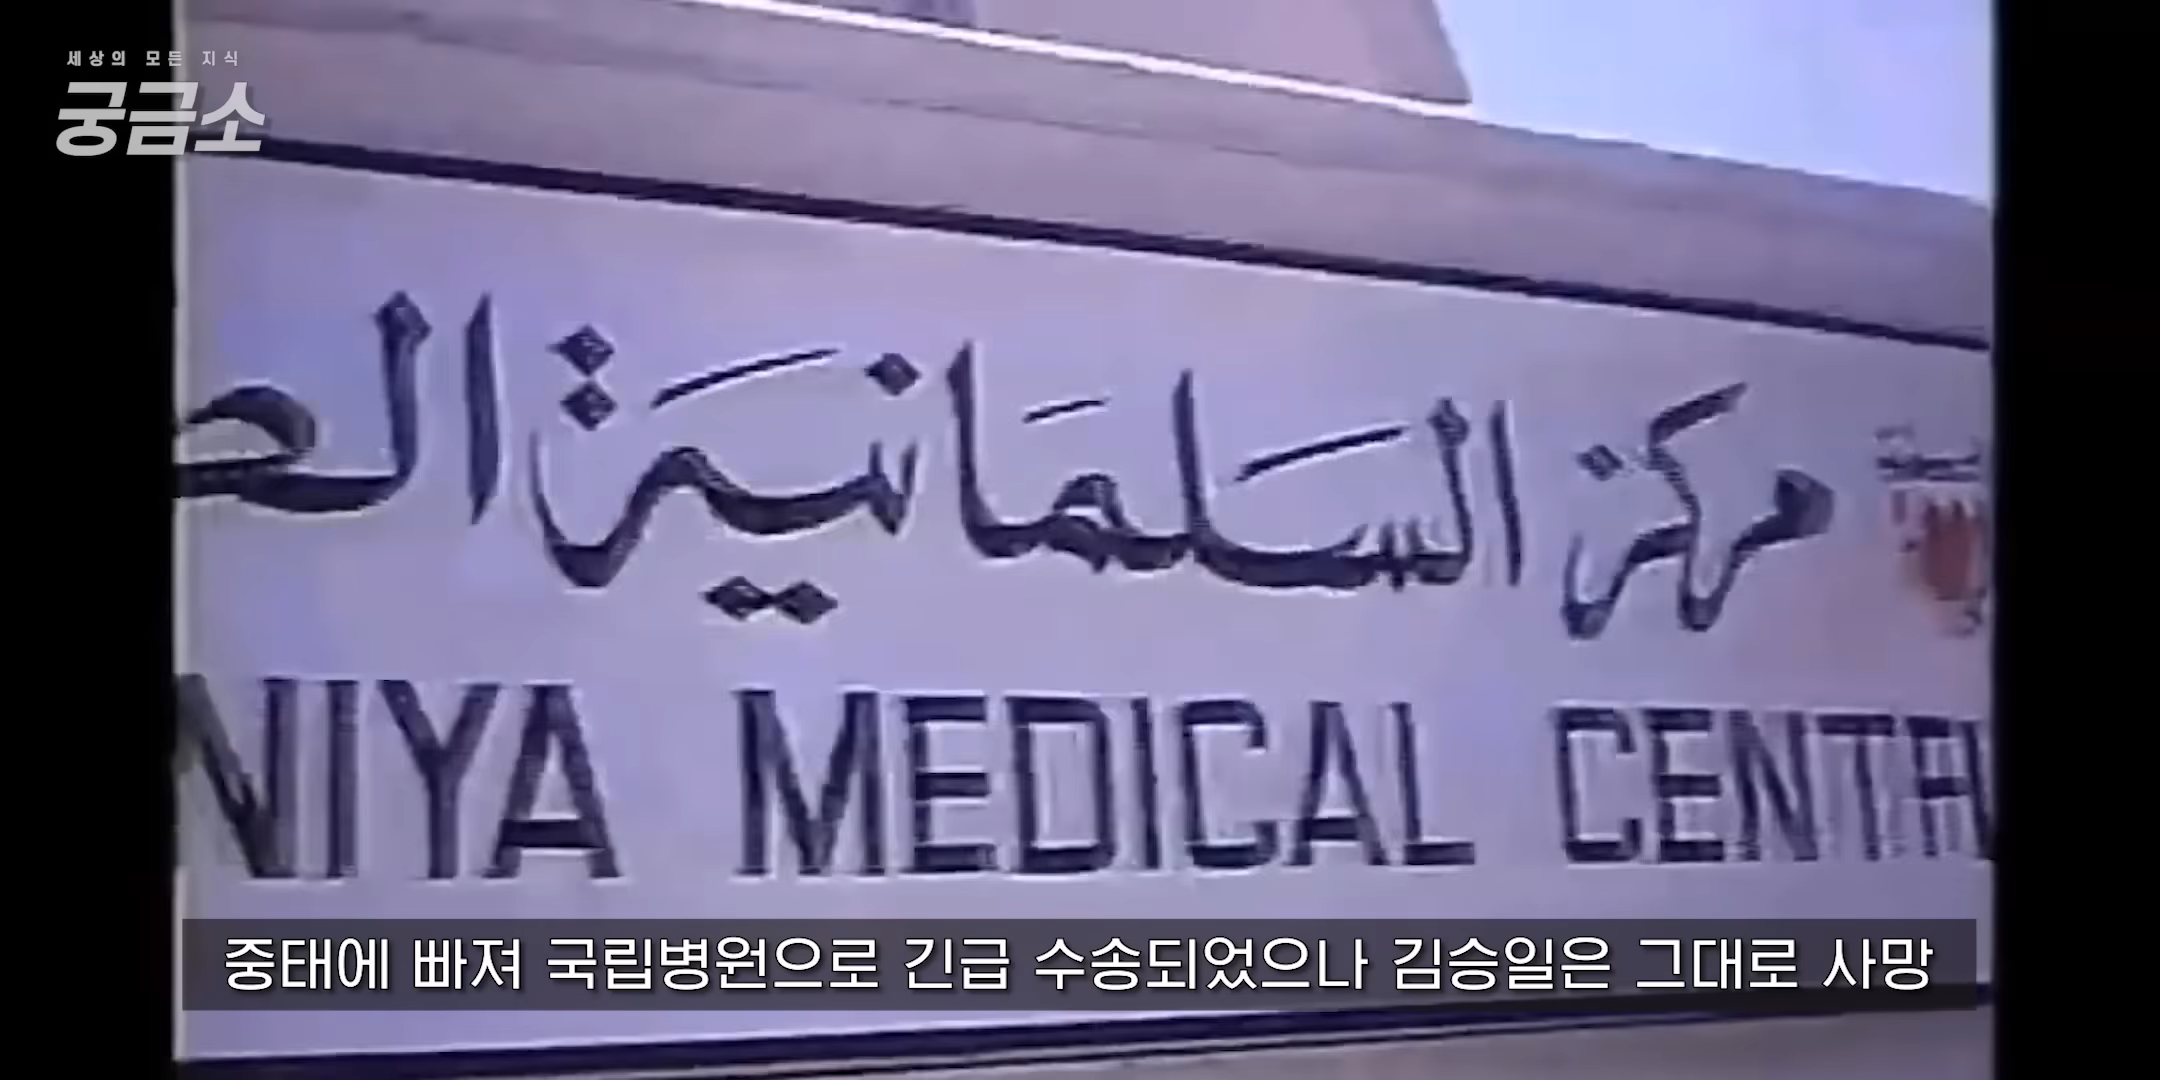 세상의 모든 지식
궁금소
مركز السلمانية الط
NIYA MEDICAL CENTR
중태에 빠져 국립병원으로 긴급 수송되었으나 김승일은 그대로 사망